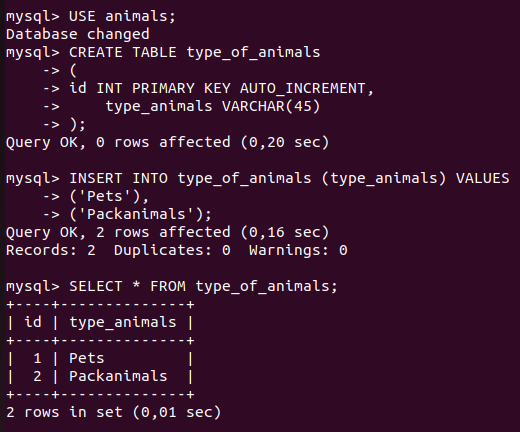 mysql> USE animals;
Database changed
mysql> CREATE TABLE type_of_animals
    -> (
    -> id INT PRIMARY KEY AUTO_INCREMENT,
    ->     type_animals VARCHAR(45)
    -> );
Query OK, 0 rows affected (0,20 sec)

mysql> INSERT INTO type_of_animals (type_animals) VALUES
    -> ('Pets'),
    -> ('Packanimals');
Query OK, 2 rows affected (0,16 sec)
Records: 2  Duplicates: 0  Warnings: 0

mysql> SELECT * FROM type_of_animals;
+----+--------------+
| id | type_animals |
+----+--------------+
|  1 | Pets         |
|  2 | Packanimals  |
+----+--------------+
2 rows in set (0,01 sec)